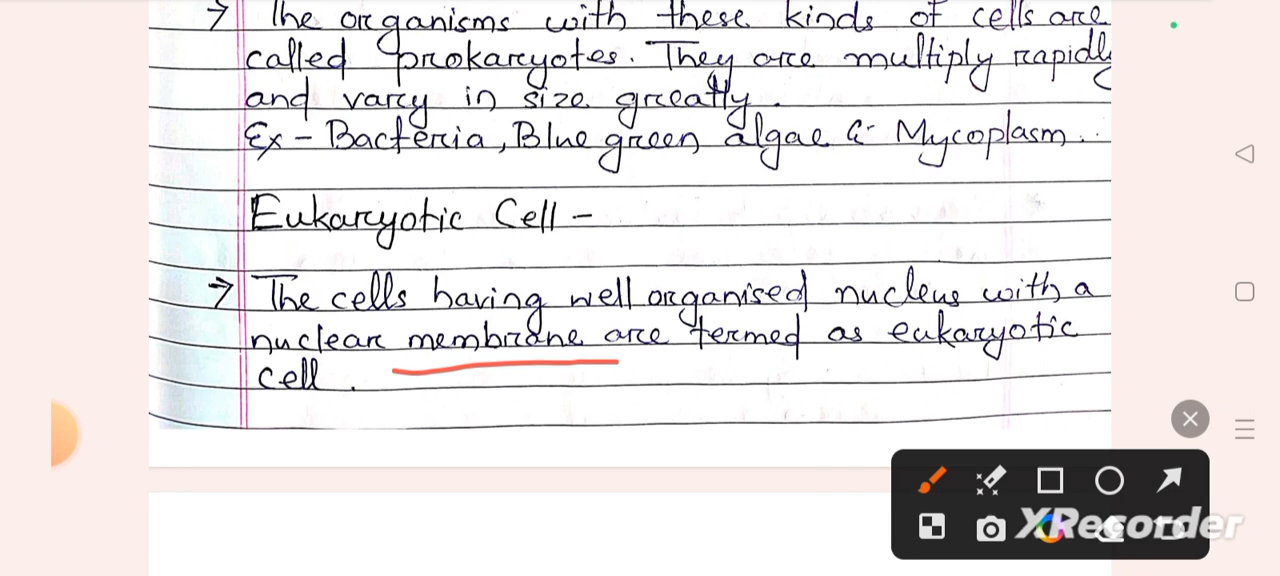 → The organisms with these kinds of cells are
called prokaryotes. They are multiply rapidly
and vary in size greatly.
Ex - Bacteria, Blue green algae & Mycoplasm.
Eukaryotic Cell -
→ The cells having well organised nucleus with a
nuclear membrane are termed as eukaryotic
cell.
XRecorder